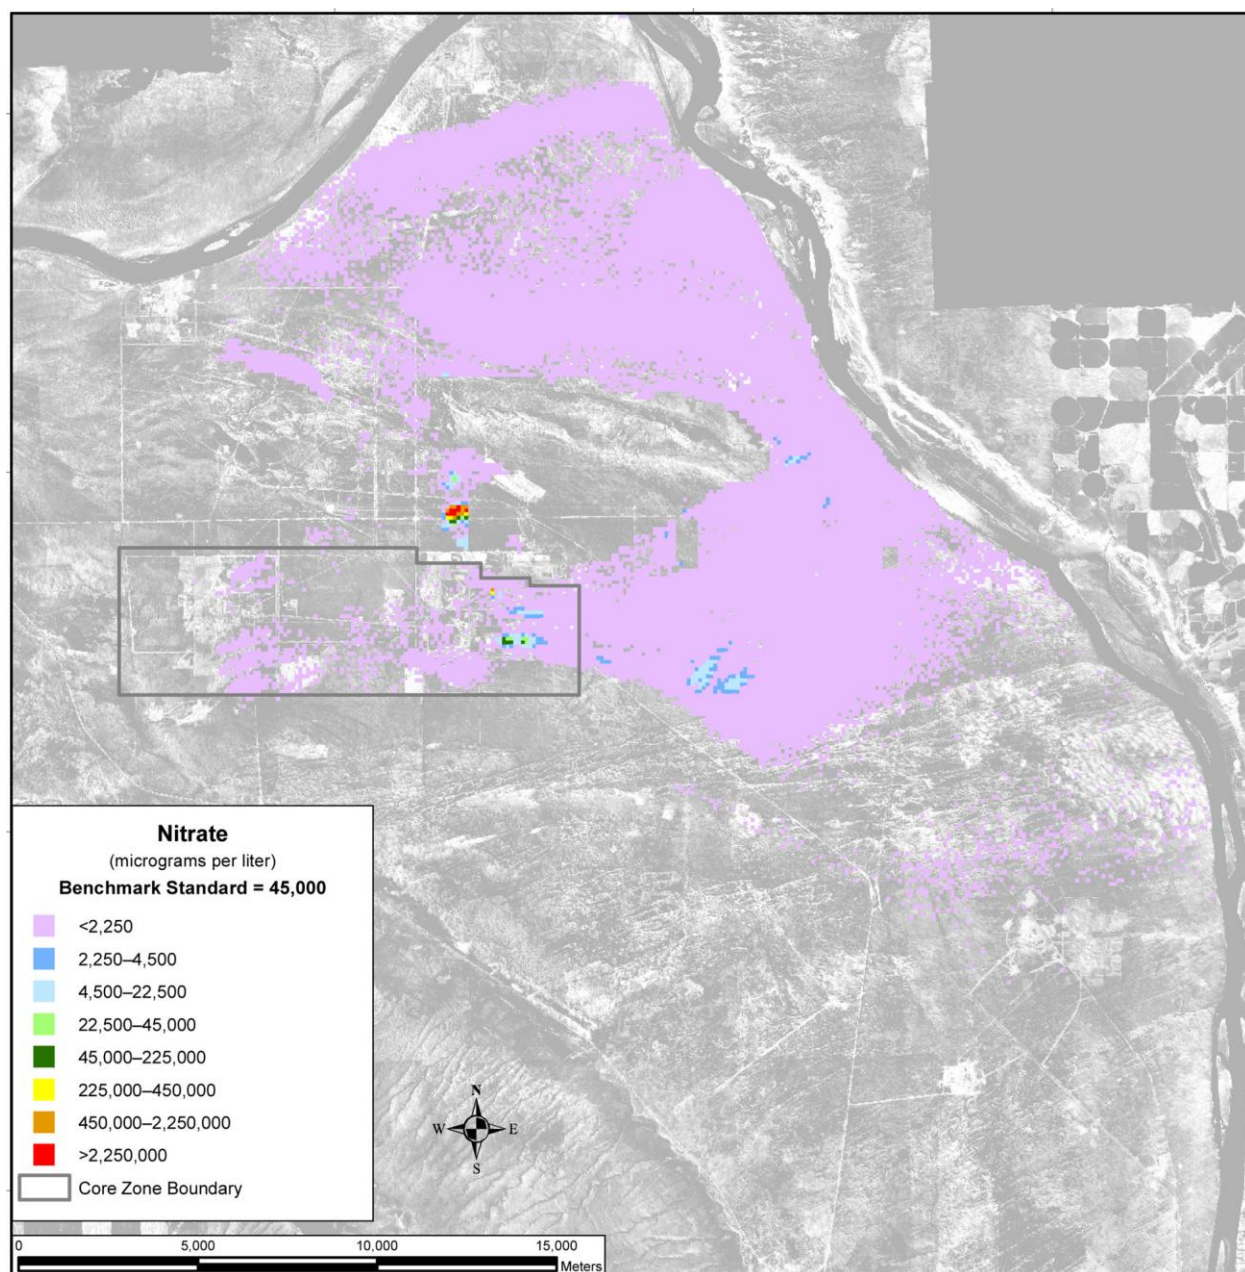 Nitrate
(micrograms per liter)
Benchmark Standard = 45,000
<2,250
2,250–4,500
4,500–22,500
22,500–45,000
45,000–225,000
225,000–450,000
450,000–2,250,000
>2,250,000
Core Zone Boundary
N
W E
S
0 5,000 10,000 15,000
Meters